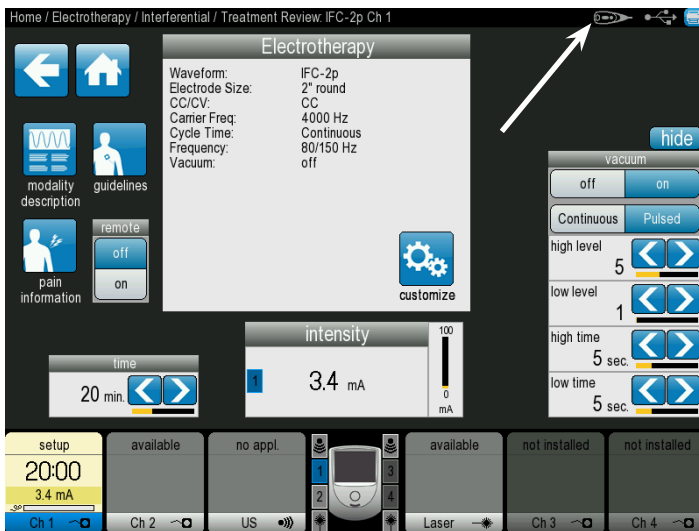 Home / Electrotherapy / Interferential / Treatment Review: IFC-2p Ch 1
Electrotherapy
Waveform: IFC-2p
Electrode Size: 2" round
CC/CV: CC
Carrier Freq: 4000 Hz
Cycle Time: Continuous
Frequency: 80/150 Hz
Vacuum: off
customize
modality
description
guidelines
pain
information
remote
off
on
hide
vacuum
off on
Continuous Pulsed
high level
5
low level
1
high time
5 sec.
low time
5 sec.
time
20 min.
intensity
1 3.4 mA
100
0
mA
setup
20:00
3.4 mA
Ch 1
available
Ch 2
no appl.
US
1
2
3
4
available
Laser
not installed
Ch 3
not installed
Ch 4